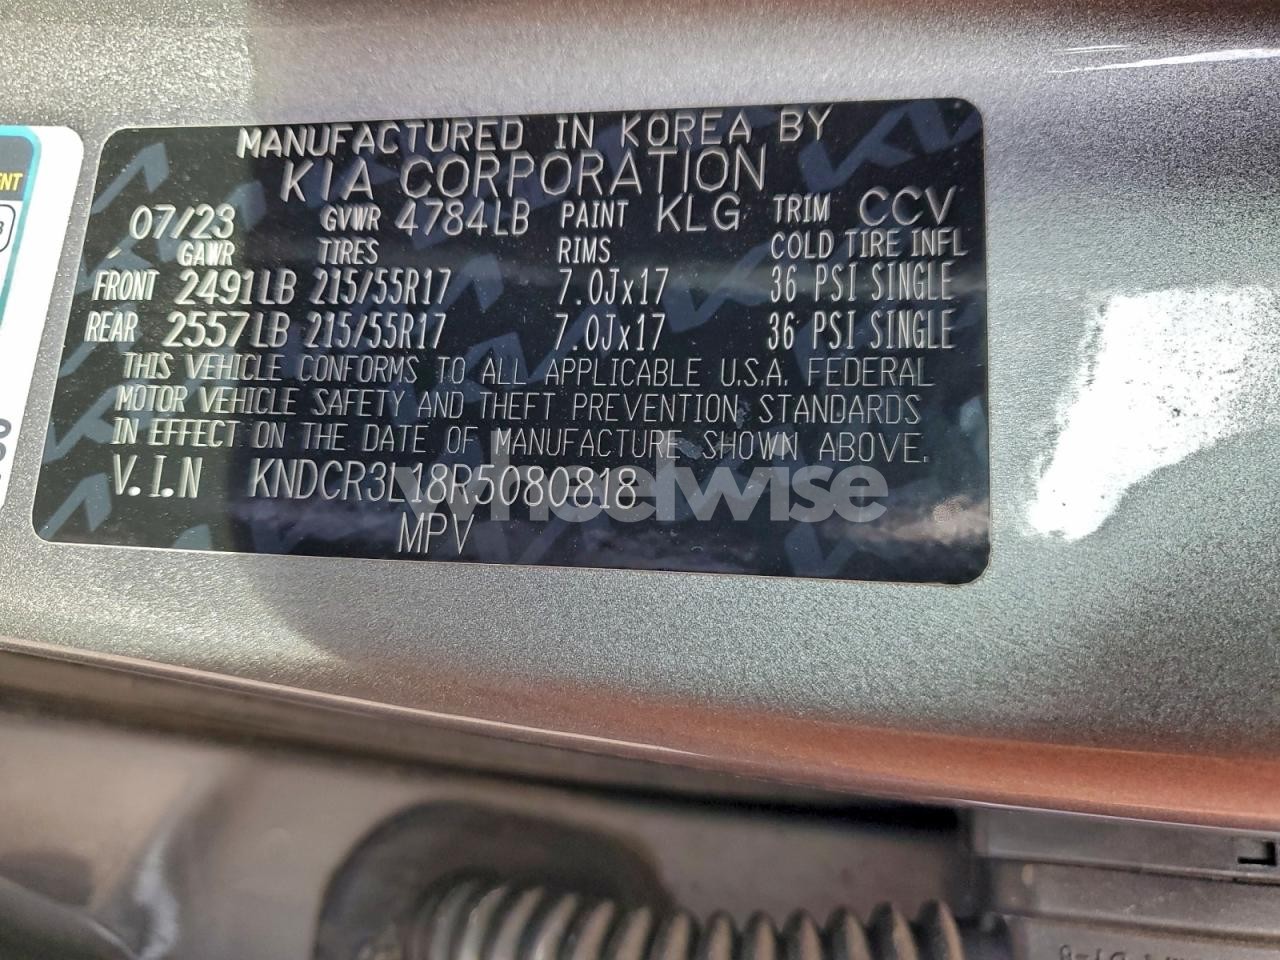 MANUFACTURED IN KOREA BY
KIA CORPORATION
07/23 GVWR 4784LB PAINT KLG TRIM CCV
GAWR TIRES RIMS COLD TIRE INFL
FRONT 2491LB 215/55R17 7.0Jx17 36 PSI SINGLE
REAR 2557LB 215/55R17 7.0Jx17 36 PSI SINGLE
THIS VEHICLE CONFORMS TO ALL APPLICABLE U.S.A. FEDERAL
MOTOR VEHICLE SAFETY AND THEFT PREVENTION STANDARDS
IN EFFECT ON THE DATE OF MANUFACTURE SHOWN ABOVE.
V.I.N KNDCR3L18R5080818
MPV
wheelwise